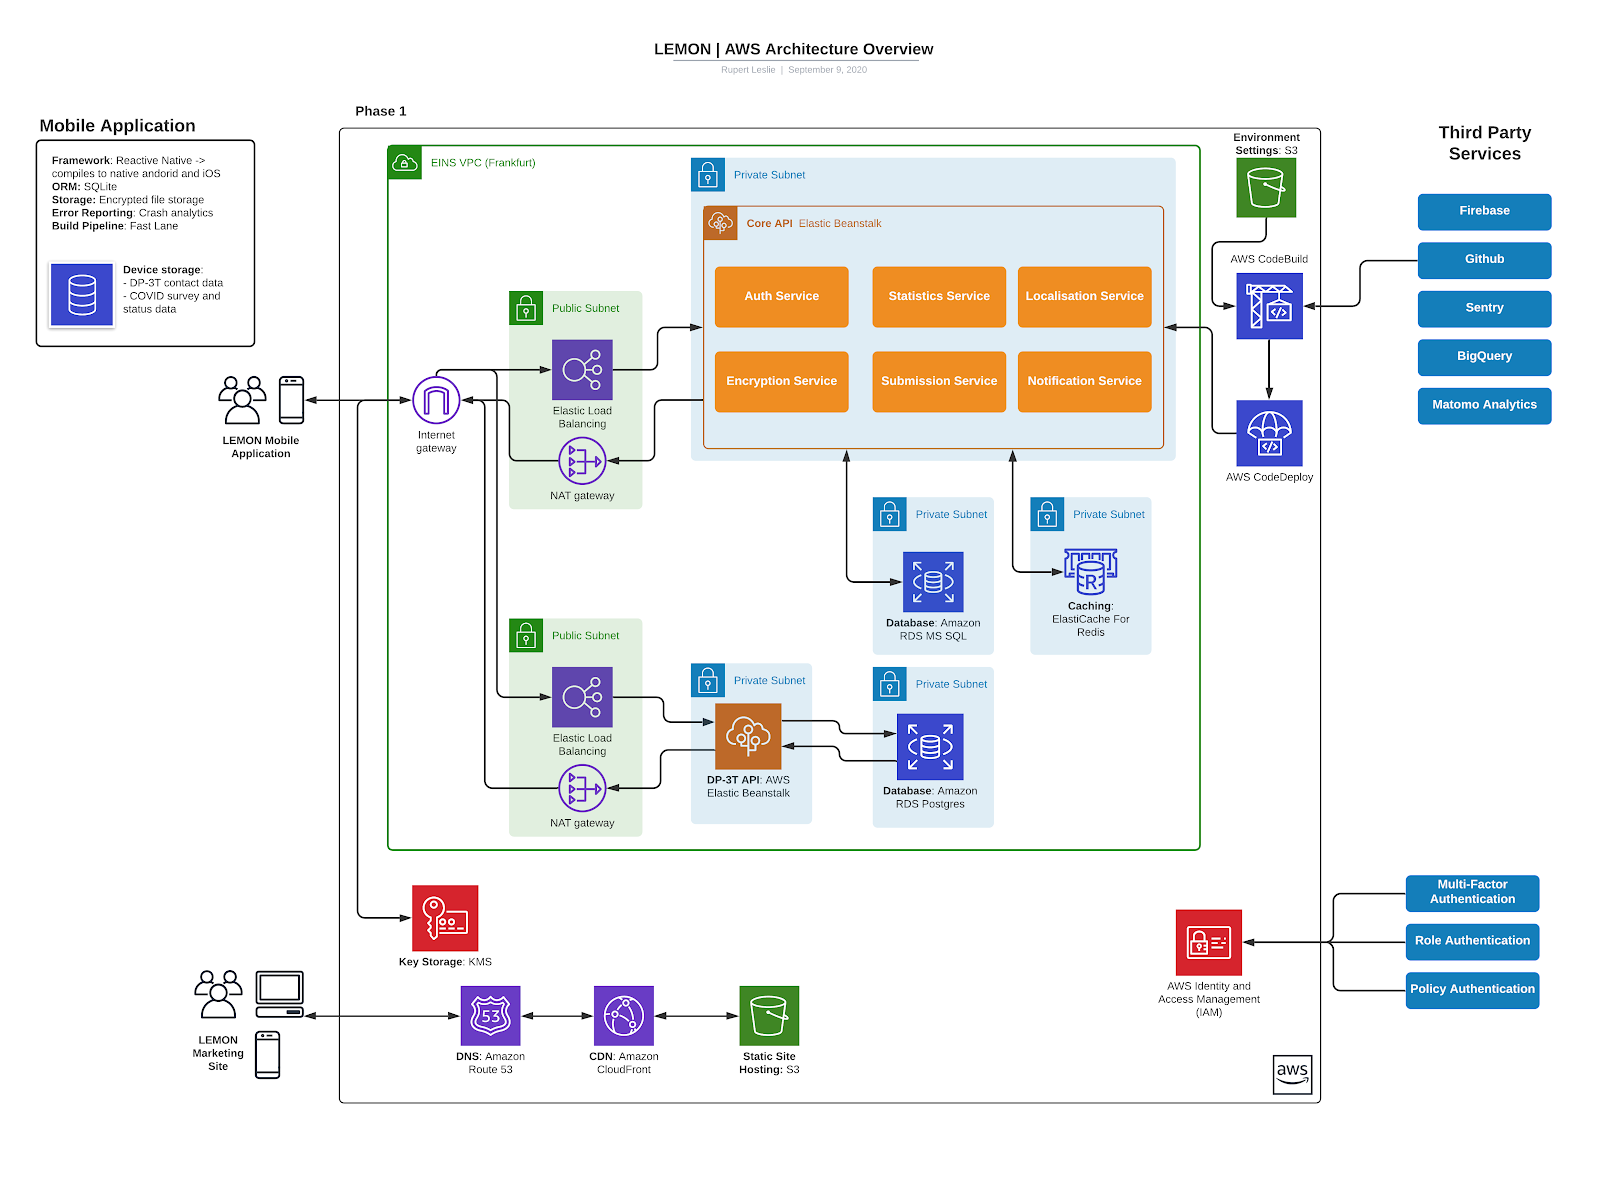 LEMON | AWS Architecture Overview
Rupert Leslie | September 9, 2020
Phase 1
Mobile Application
Framework: Reactive Native ->
compiles to native andorid and iOS
ORM: SQLite
Storage: Encrypted file storage
Error Reporting: Crash analytics
Build Pipeline: Fast Lane
Device storage:
- DP-3T contact data
- COVID survey and
status data
LEMON Mobile
Application
EINS VPC (Frankfurt)
Internet
gateway
Public Subnet
Elastic Load
Balancing
NAT gateway
Private Subnet
Core API Elastic Beanstalk
Auth Service
Statistics Service
Localisation Service
Encryption Service
Submission Service
Notification Service
Private Subnet
Database: Amazon
RDS MS SQL
Private Subnet
R
Caching:
ElastiCache For
Redis
Public Subnet
Elastic Load
Balancing
NAT gateway
Private Subnet
DP-3T API: AWS
Elastic Beanstalk
Private Subnet
Database: Amazon
RDS Postgres
Environment
Settings: S3
AWS CodeBuild
AWS CodeDeploy
Third Party
Services
Firebase
Github
Sentry
BigQuery
Matomo Analytics
Key Storage: KMS
LEMON
Marketing
Site
53
DNS: Amazon
Route 53
CDN: Amazon
CloudFront
Static Site
Hosting: S3
AWS Identity and
Access Management
(IAM)
Multi-Factor
Authentication
Role Authentication
Policy Authentication
aws